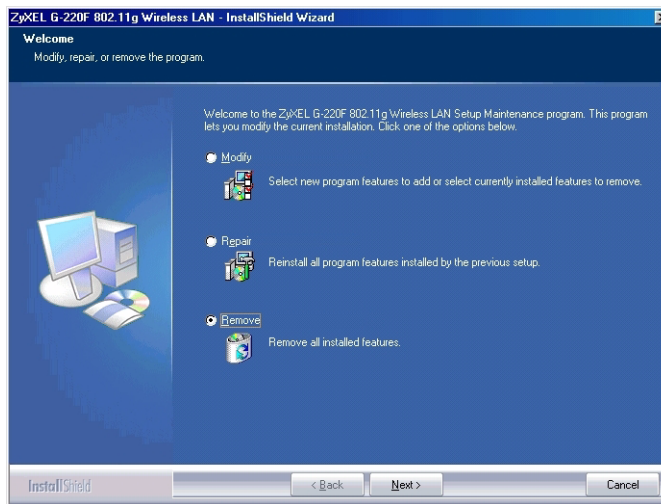 ZyXEL G-220F 802.11g Wireless LAN - InstallShield Wizard
Welcome
Modify, repair, or remove the program.
Welcome to the ZyXEL G-220F 802.11g Wireless LAN Setup Maintenance program. This program
lets you modify the current installation. Click one of the options below.
Modify
Select new program features to add or select currently installed features to remove.
Repair
Reinstall all program features installed by the previous setup.
Remove
Remove all installed features.
InstallShield
< Back
Next >
Cancel